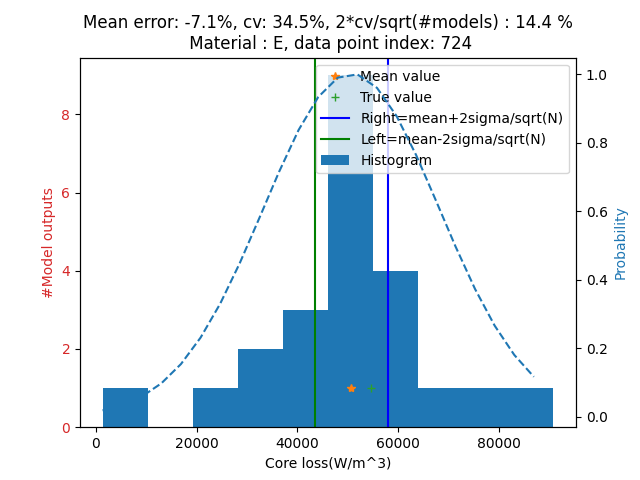 Mean error: -7.1%, cv: 34.5%, 2*cv/sqrt(#models) : 14.4 %
Material : E, data point index: 724
Mean value
True value
Right=mean+2sigma/sqrt(N)
Left=mean-2sigma/sqrt(N)
Histogram
#Model outputs
8
6
4
2
0
1.0
0.8
0.6
0.4
0.2
0.0
Probability
0 20000 40000 60000 80000
Core loss(W/m^3)